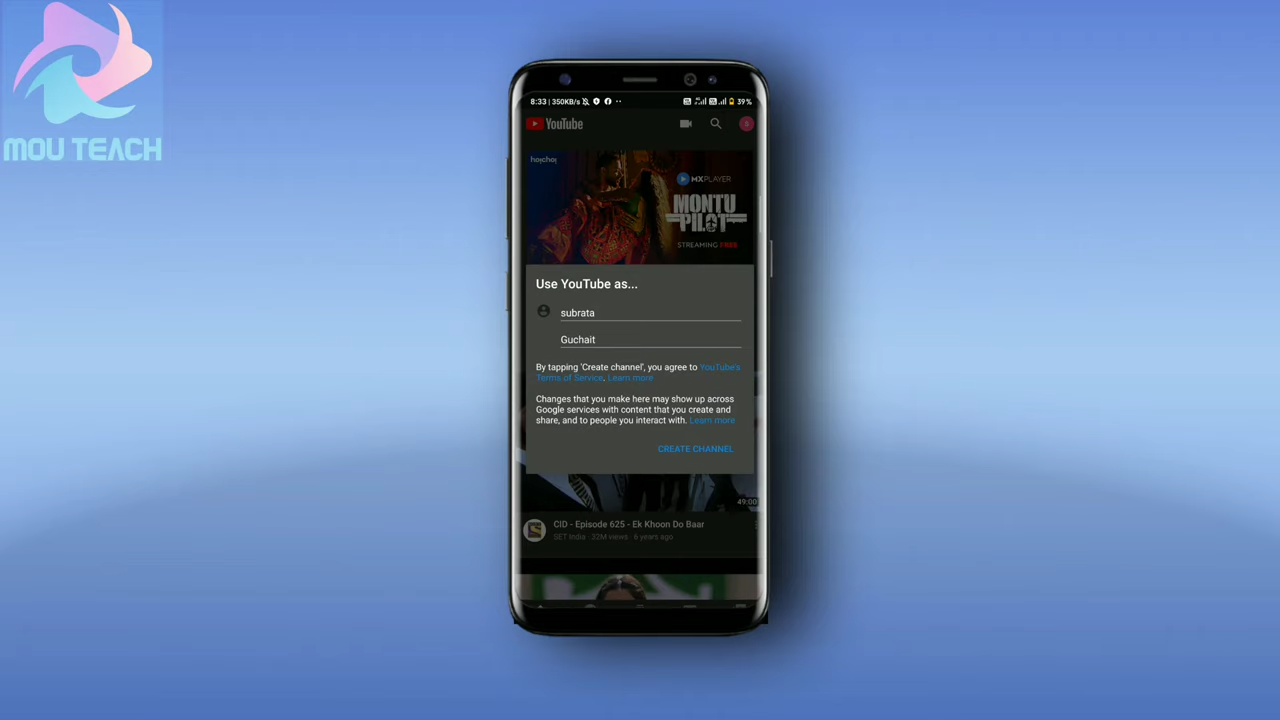 MOU TEACH
8:33 | 350KB/s
39%
YouTube
hoichoi
MXPLAYER
MONTU
PILOT
STREAMING FREE
Use YouTube as...
subrata
Guchait
By tapping 'Create channel', you agree to YouTube's
Terms of Service. Learn more
Changes that you make here may show up across
Google services with content that you create and
share, and to people you interact with. Learn more
CREATE CHANNEL
49:00
CID - Episode 625 - Ek Khoon Do Baar
SET India · 32M views · 6 years ago